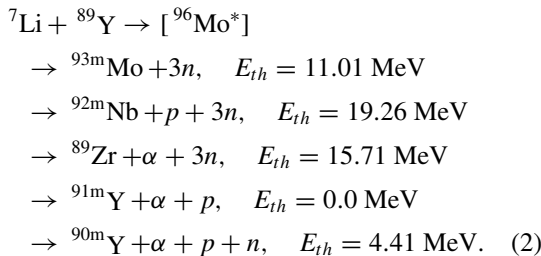 ⁷Li + ⁸⁹Y → [⁹⁶Mo*]
→ ⁹³ᵐMo +3n, E_th = 11.01 MeV
→ ⁹²ᵐNb +p + 3n, E_th = 19.26 MeV
→ ⁸⁹Zr +α + 3n, E_th = 15.71 MeV
→ ⁹¹ᵐY +α + p, E_th = 0.0 MeV
→ ⁹⁰ᵐY +α + p + n, E_th = 4.41 MeV. (2)